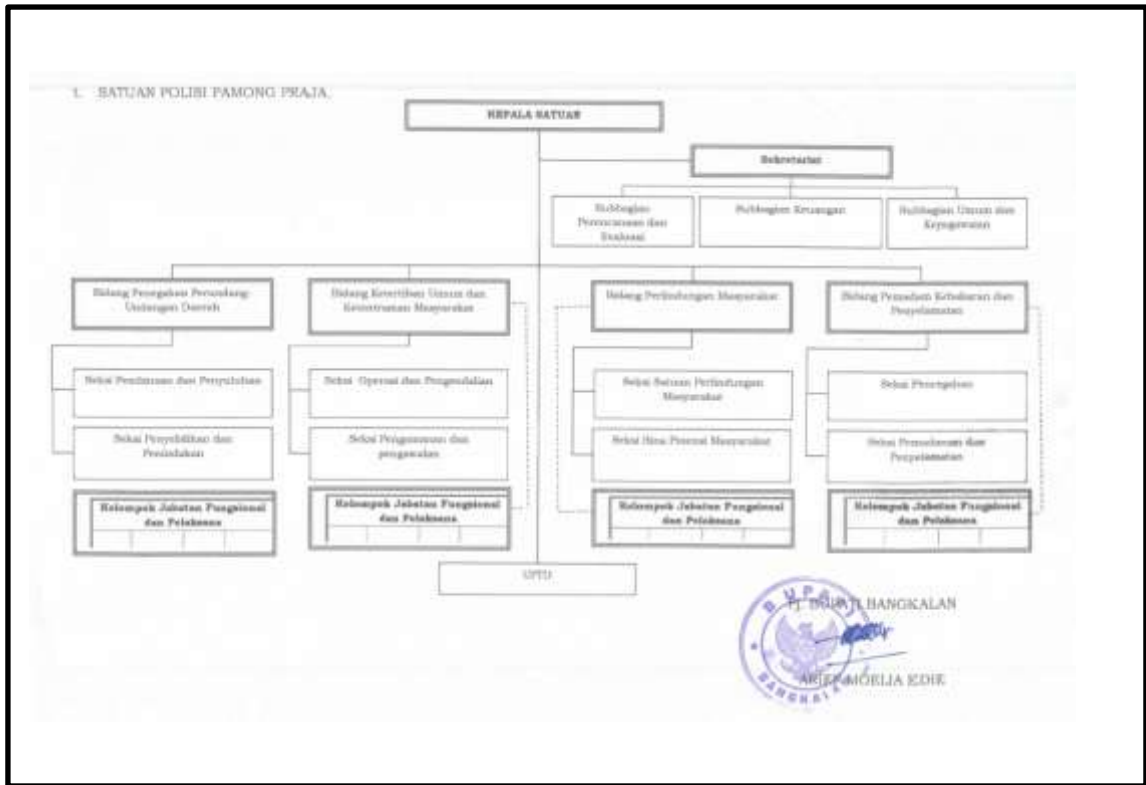 1. SATUAN POLISI PAMONG PRAJA.
KEPALA SATUAN
Sekretariat
Subbagian
Perencanaan dan
Evaluasi
Subbagian Keuangan
Subbagian Umum dan
Kepegawaian
Bidang Penegakan Perundang-
Undangan Daerah
Bidang Ketertiban Umum dan
Ketentraman Masyarakat
Bidang Perlindungan Masyarakat
Bidang Pemadam Kebakaran dan
Penyelamatan
Seksi Pembinaan dan Penyuluhan
Seksi Operasi dan Pengendalian
Seksi Satuan Perlindungan
Masyarakat
Seksi Pencegahan
Seksi Penyelidikan dan
Penindakan
Seksi Pengamanan dan
pengawalan
Seksi Bina Potensi Masyarakat
Seksi Pemadaman dan
Penyelamatan
Kelompok Jabatan Fungsional
dan Pelaksana
Kelompok Jabatan Fungsional
dan Pelaksana
Kelompok Jabatan Fungsional
dan Pelaksana
Kelompok Jabatan Fungsional
dan Pelaksana
UPTD
Pj. BUPATI BANGKALAN
BUPATI
BANGKALAN
MOELIA